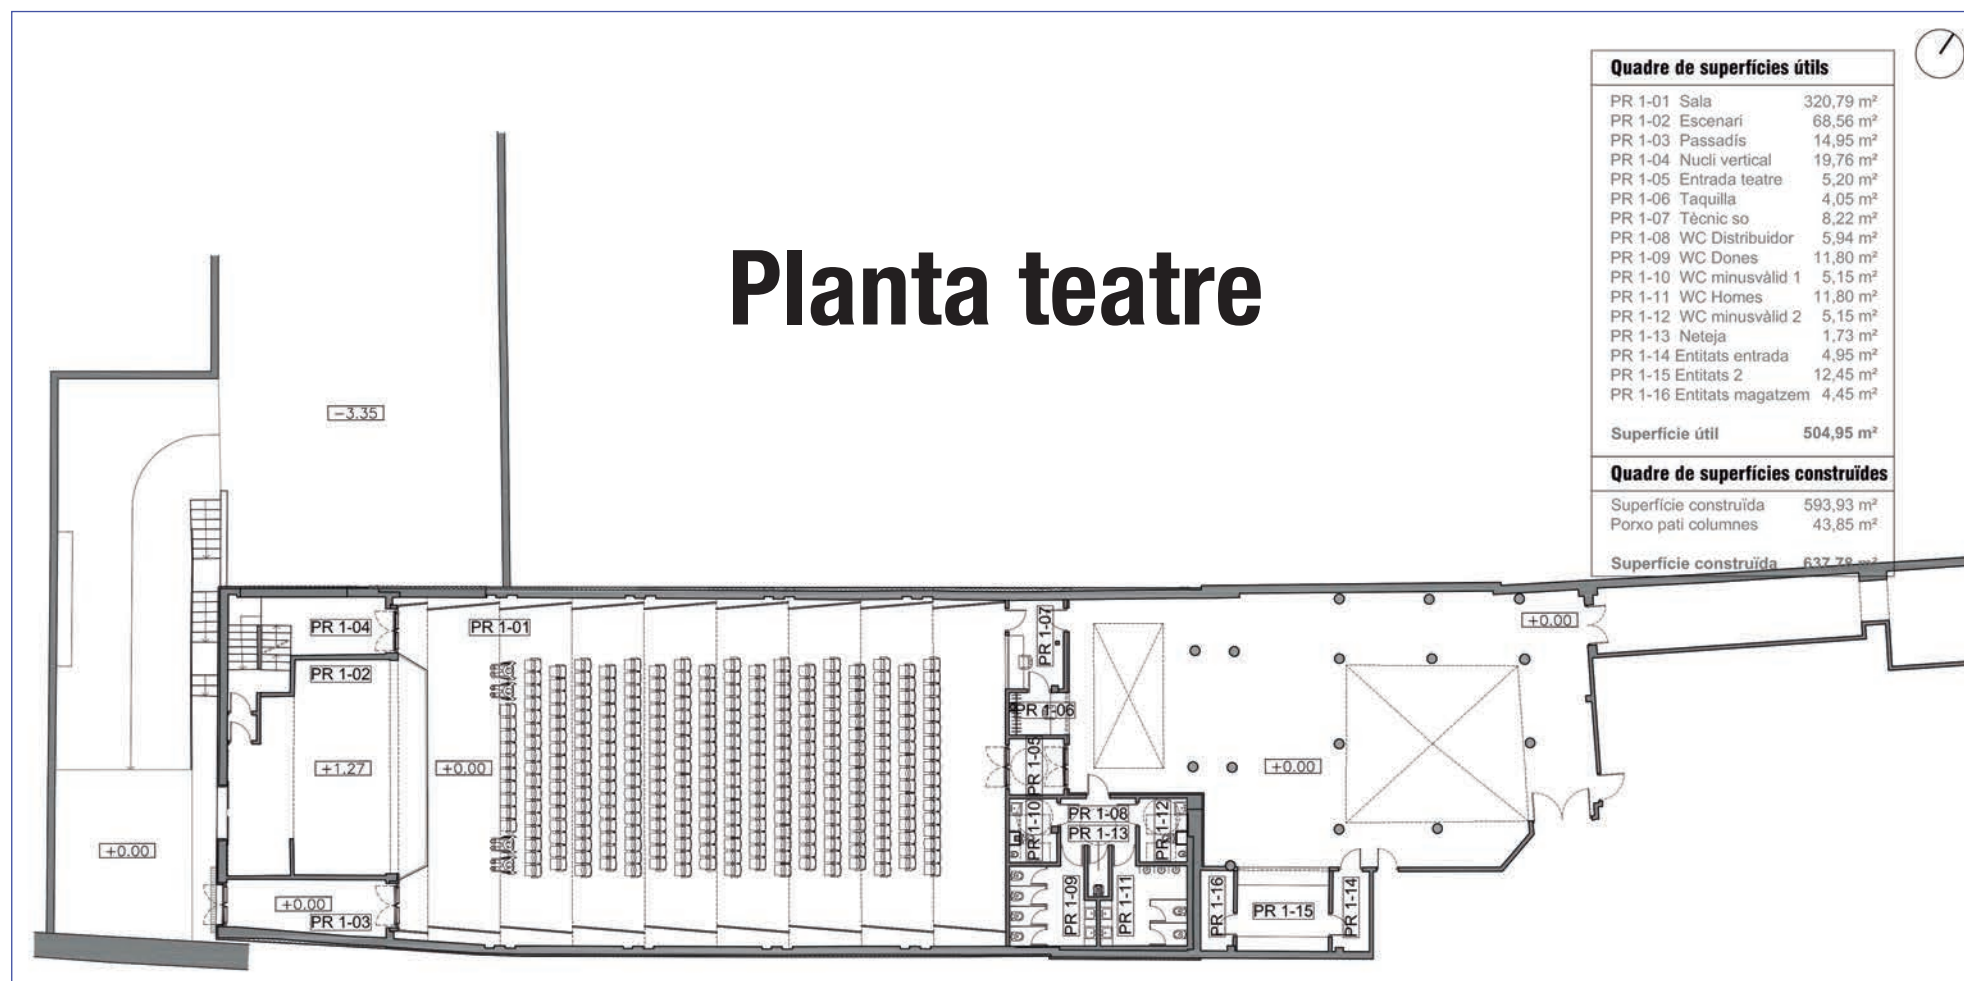 Quadre de superfícies útils
PR 1-01 Sala 320,79 m²
PR 1-02 Escenari 68,56 m²
PR 1-03 Passadís 14,95 m²
PR 1-04 Nucli vertical 19,76 m²
PR 1-05 Entrada teatre 5,20 m²
PR 1-06 Taquilla 4,05 m²
PR 1-07 Tècnic so 8,22 m²
PR 1-08 WC Distribuidor 5,94 m²
PR 1-09 WC Dones 11,80 m²
PR 1-10 WC minusvàlid 1 5,15 m²
PR 1-11 WC Homes 11,80 m²
PR 1-12 WC minusvàlid 2 5,15 m²
PR 1-13 Neteja 1,73 m²
PR 1-14 Entitats entrada 4,95 m²
PR 1-15 Entitats 2 12,45 m²
PR 1-16 Entitats magatzem 4,45 m²
Superfície útil 504,95 m²
Quadre de superfícies construïdes
Superfície construïda 593,93 m²
Porxo pati columnes 43,85 m²
Superfície construïda 637,78 m²
Planta teatre
-3.35
PR 1-04
PR 1-01
PR 1-07
+0.00
PR 1-02
PR 1-06
+1.27
+0.00
PR 1-05
+0.00
+0.00
PR 1-10
PR 1-08
PR 1-13
PR 1-12
+0.00
PR 1-03
PR 1-09
PR 1-11
PR 1-16
PR 1-15
PR 1-14